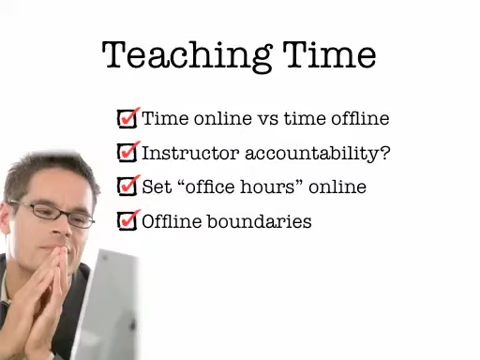 Teaching Time
Time online vs time offline
Instructor accountability?
Set “office hours” online
Offline boundaries